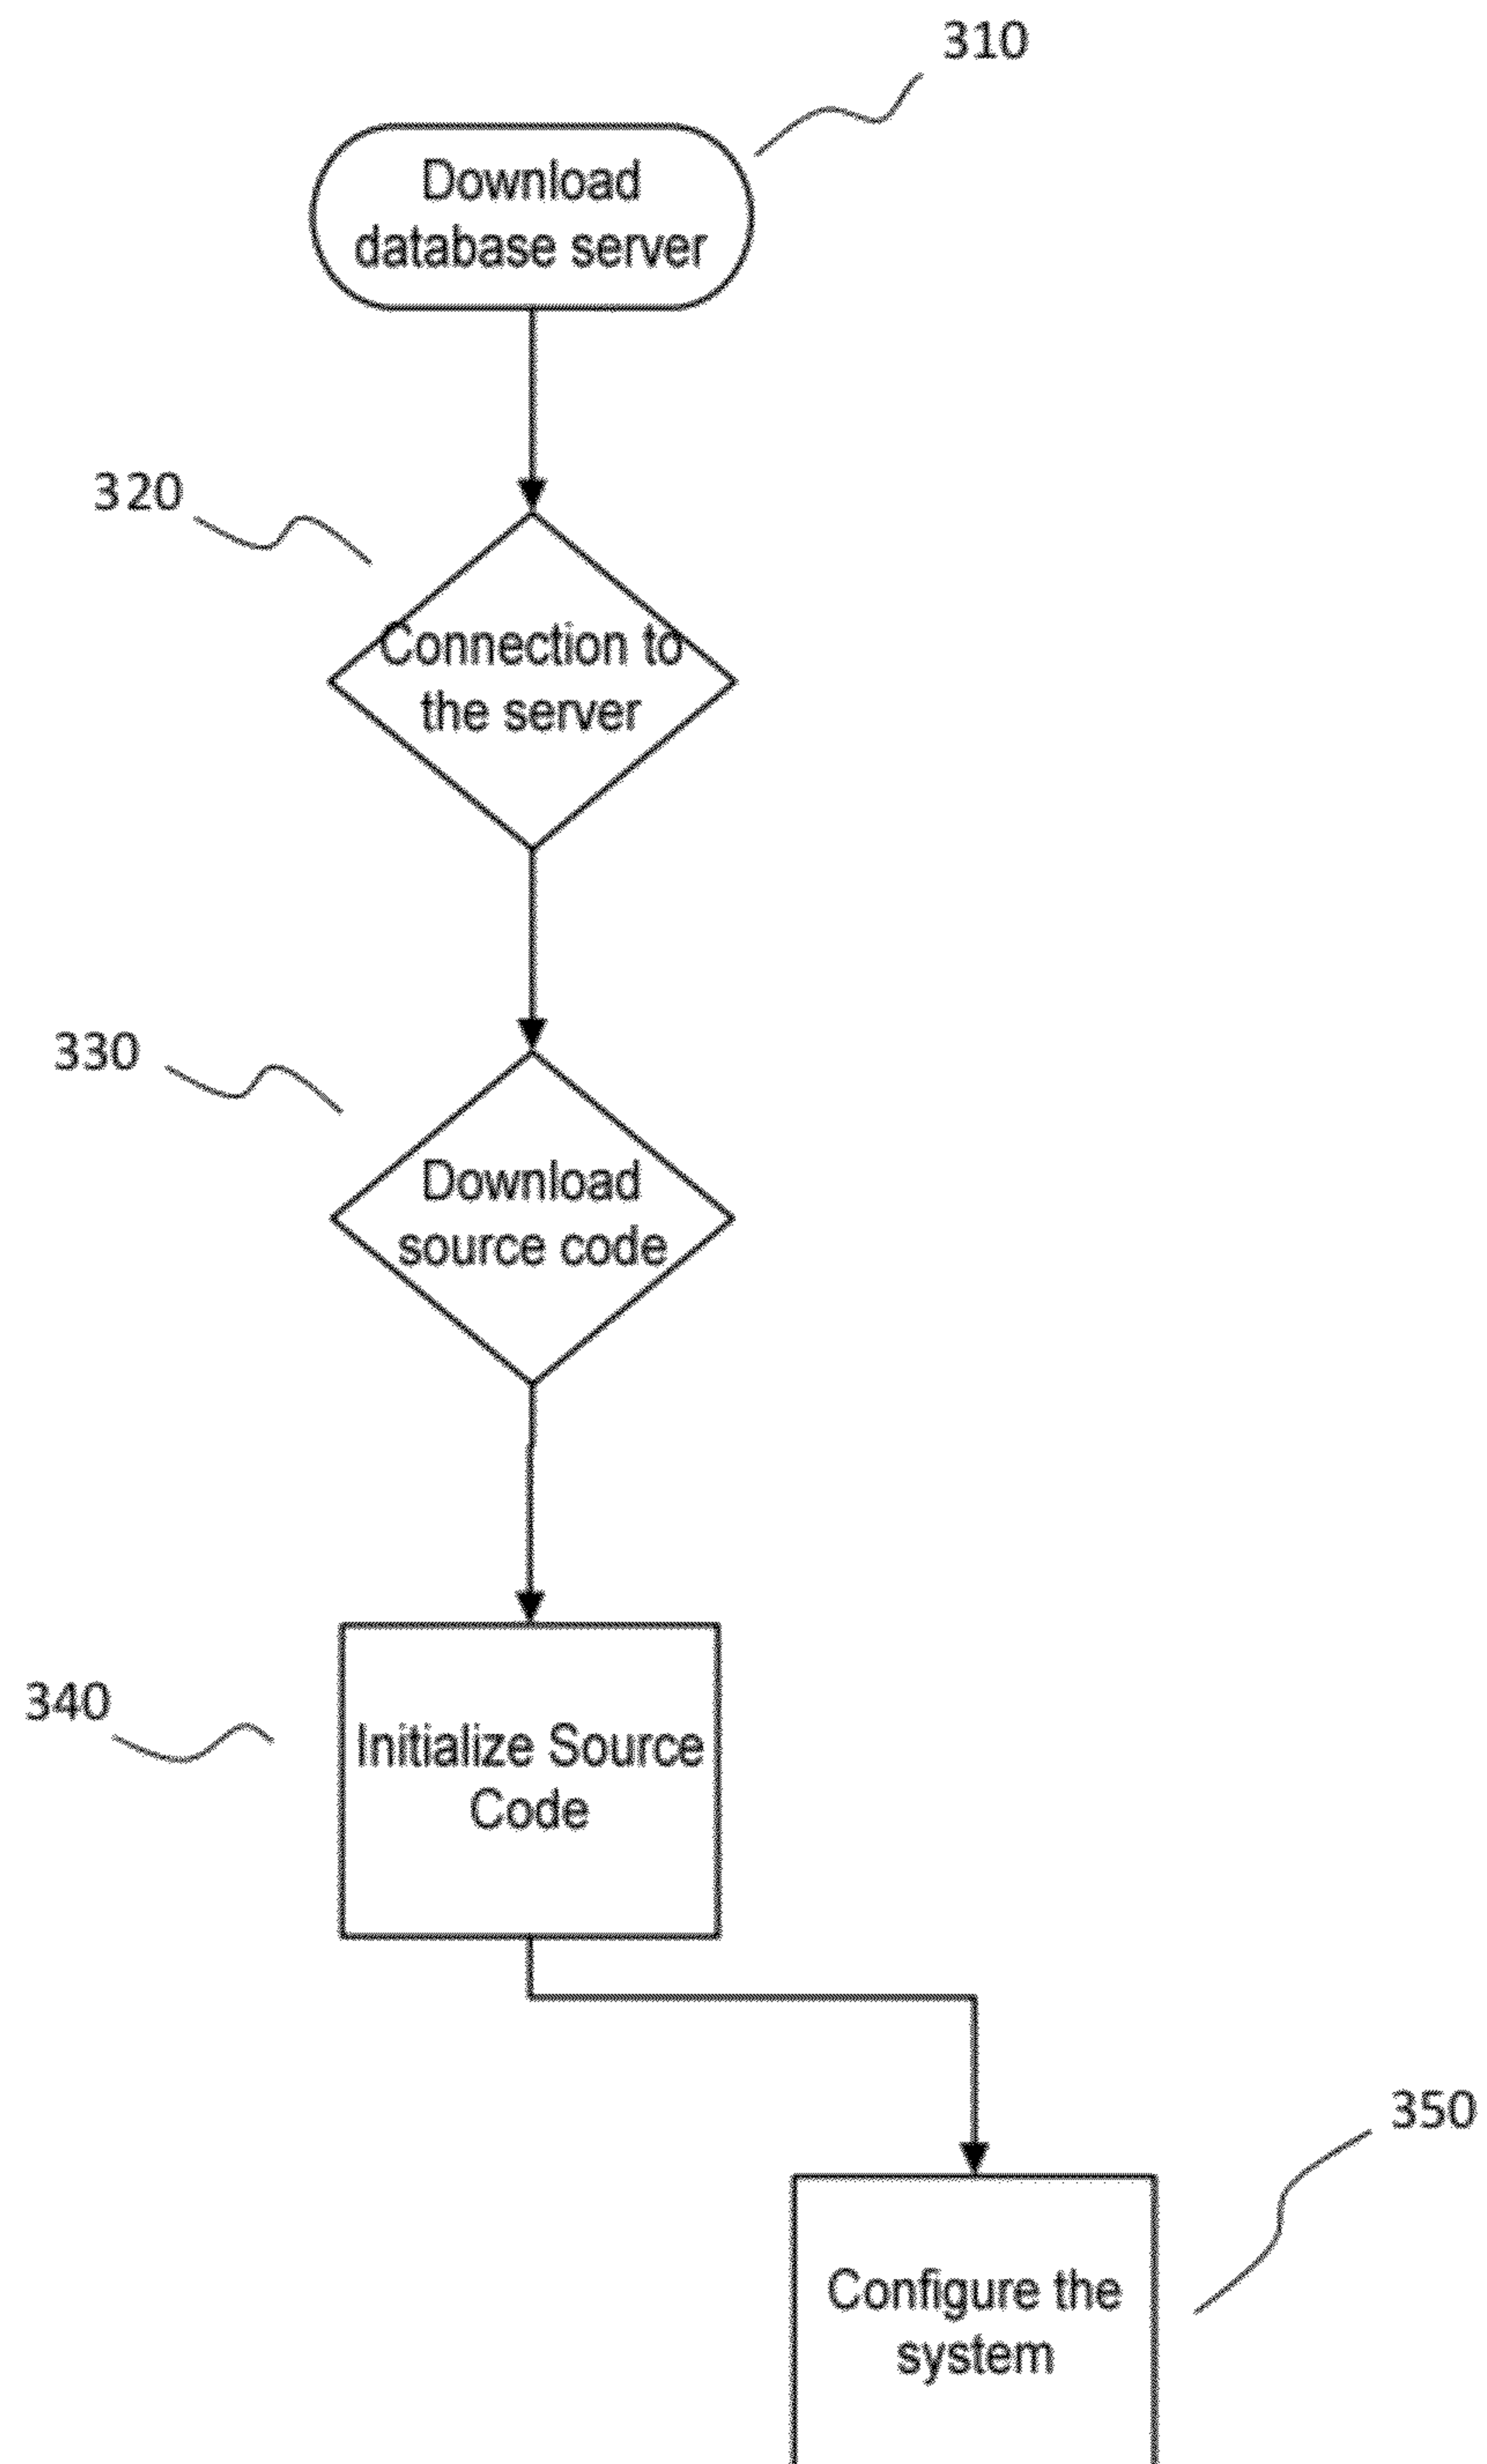 310
Download
database server
320
Connection to
the server
330
Download
source code
340
Initialize Source
Code
350
Configure the
system